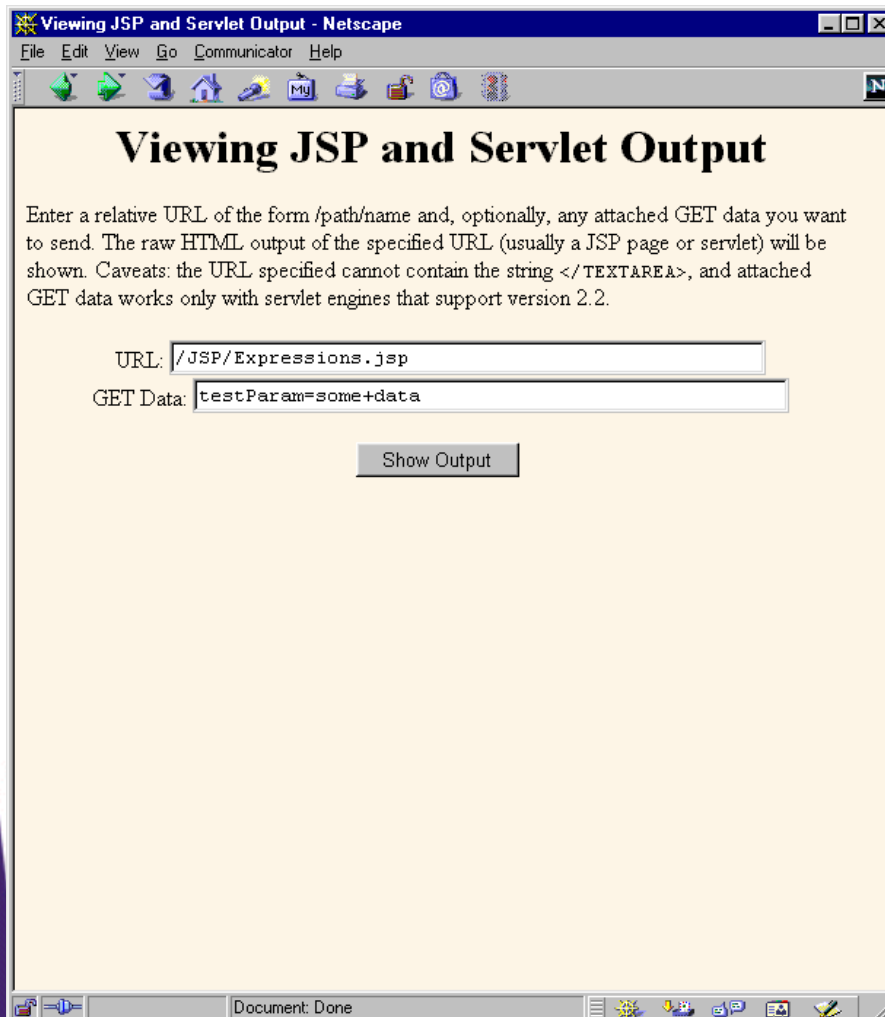 Viewing JSP and Servlet Output - Netscape
File Edit View Go Communicator Help
My
N
Viewing JSP and Servlet Output
Enter a relative URL of the form /path/name and, optionally, any attached GET data you want
to send. The raw HTML output of the specified URL (usually a JSP page or servlet) will be
shown. Caveats: the URL specified cannot contain the string </TEXTAREA>, and attached
GET data works only with servlet engines that support version 2.2.
URL: /JSP/Expressions.jsp
GET Data: testParam=some+data
Show Output
Document: Done